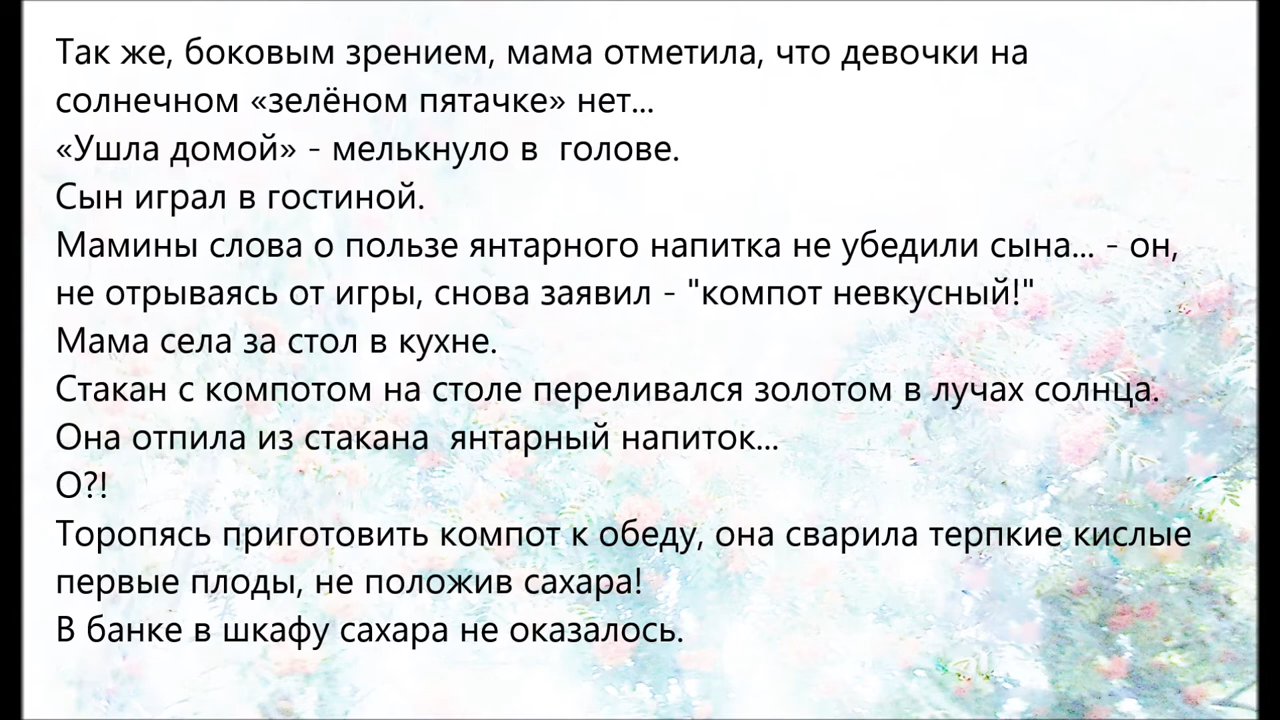 Так же, боковым зрением, мама отметила, что девочки на
солнечном «зелёном пятачке» нет...
«Ушла домой» - мелькнуло в  голове.
Сын играл в гостиной.
Мамины слова о пользе янтарного напитка не убедили сына... - он,
не отрываясь от игры, снова заявил - "компот невкусный!"
Мама села за стол в кухне.
Стакан с компотом на столе переливался золотом в лучах солнца.
Она отпила из стакана  янтарный напиток...
О?!
Торопясь приготовить компот к обеду, она сварила терпкие кислые
первые плоды, не положив сахара!
В банке в шкафу сахара не оказалось.